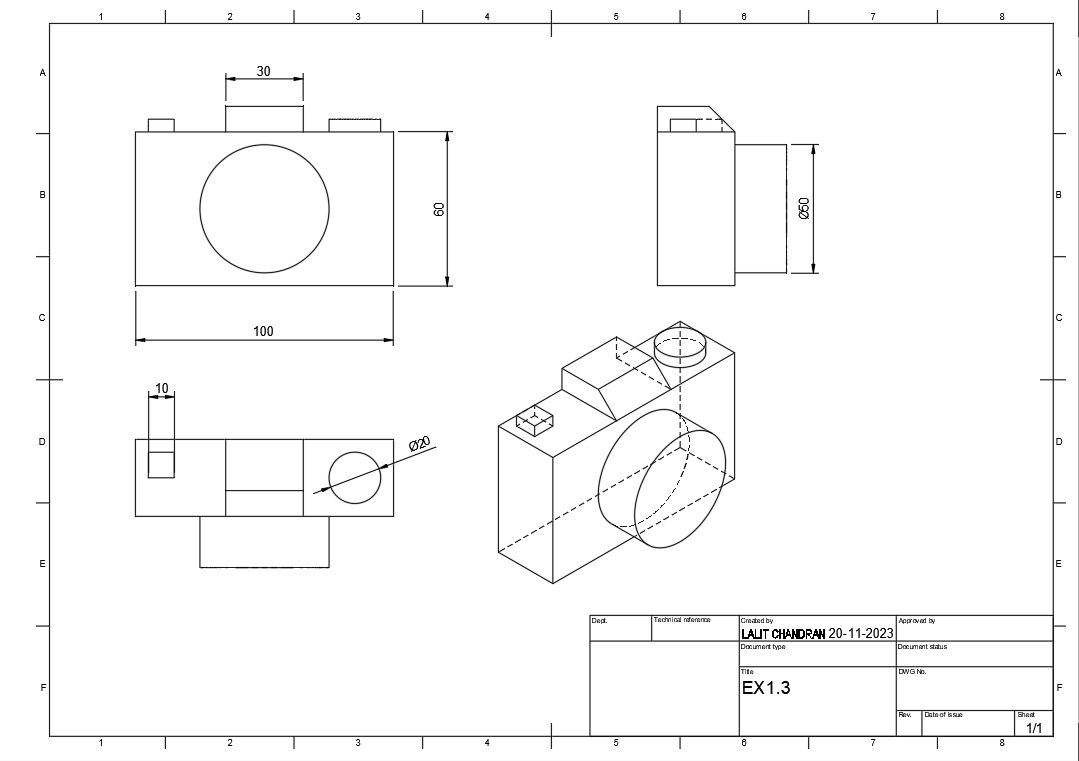 1 2 3 4 5 6 7 8
A A
30
B B
60
Ø50
C C
100
10
D D
Ø20
E E
Dept. Technical reference Created by Approved by
LALIT CHANDRAN 20-11-2023
Document type Document status
Title DWG No.
EX1.3
F F
Rev. Date of issue Sheet
1/1
1 2 3 4 5 6 7 8